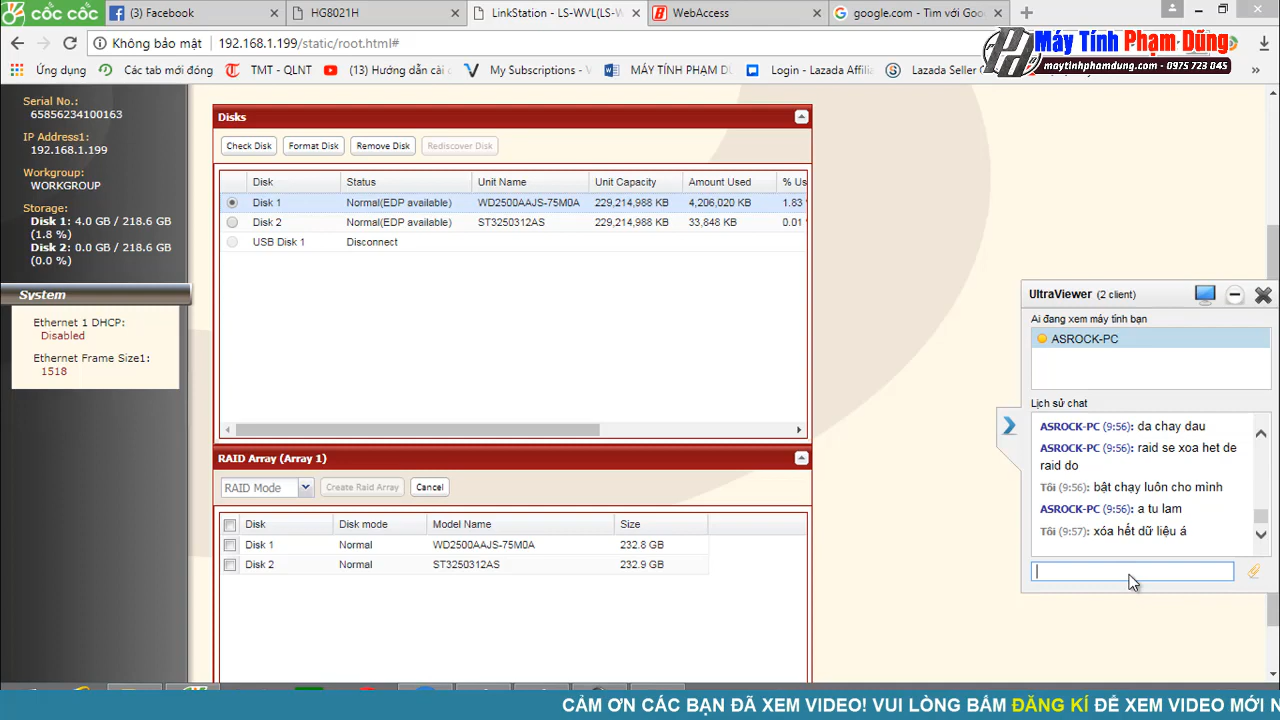 CỐC CỐC
(3) Facebook
HG8021H
LinkStation - LS-WVL(LS-W
WebAccess
google.com - Tìm với Goo
Không bảo mật
192.168.1.199/static/root.html#
Máy Tính Phạm Dũng
maytinhphamdung.com - 0975 723 045
Ứng dụng
Các tab mới đóng
TMT - QLNT
(13) Hướng dẫn cài
My Subscriptions -
MÁY TÍNH PHẠM DŨ
Login - Lazada Affilia
Lazada Seller C
Serial No.:
65856234100163
IP Address1:
192.168.1.199
Workgroup:
WORKGROUP
Storage:
Disk 1: 4.0 GB / 218.6 GB
(1.8 %)
Disk 2: 0.0 GB / 218.6 GB
(0.0 %)
System
Ethernet 1 DHCP:
Disabled
Ethernet Frame Size1:
1518
Disks
Check Disk Format Disk Remove Disk Rediscover Disk
Disk Status Unit Name Unit Capacity Amount Used % Us
Disk 1 Normal(EDP available) WD2500AAJS-75M0A 229,214,988 KB 4,206,020 KB 1.83
Disk 2 Normal(EDP available) ST3250312AS 229,214,988 KB 33,848 KB 0.01
USB Disk 1 Disconnect
RAID Array (Array 1)
RAID Mode Create Raid Array Cancel
Disk Disk mode Model Name Size
Disk 1 Normal WD2500AAJS-75M0A 232.8 GB
Disk 2 Normal ST3250312AS 232.9 GB
UltraViewer (2 client)
Ai đang xem máy tính bạn
ASROCK-PC
Lịch sử chat
ASROCK-PC (9:56): da chay dau
ASROCK-PC (9:56): raid se xoa het de
raid do
Tôi (9:56): bật chạy luôn cho mình
ASROCK-PC (9:56): a tu lam
Tôi (9:57): xóa hết dữ liệu á
CẢM ƠN CÁC BẠN ĐÃ XEM VIDEO! VUI LÒNG BẤM ĐĂNG KÍ ĐỂ XEM VIDEO MỚI N